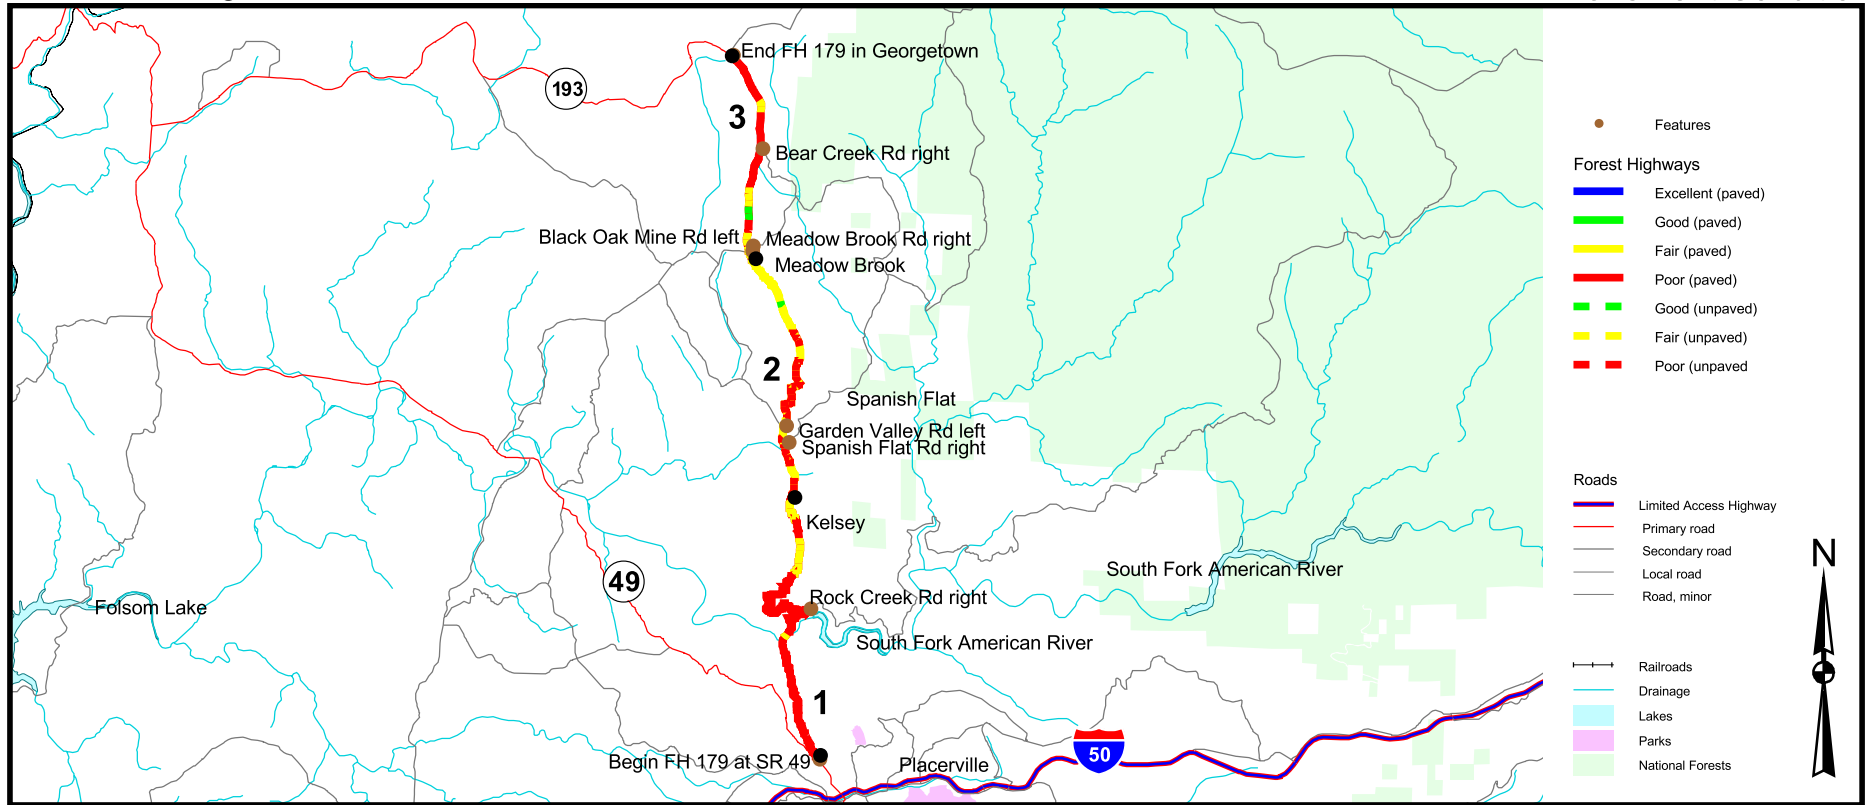 End FH 179 in Georgetown
193
3
Bear Creek Rd right
Black Oak Mine Rd left
Meadow Brook Rd right
Meadow Brook
2
Spanish Flat
Garden Valley Rd left
Spanish Flat Rd right
Kelsey
49
Rock Creek Rd right
South Fork American River
Folsom Lake
South Fork American River
1
Begin FH 179 at SR 49
Placerville
50
Features
Forest Highways
Excellent (paved)
Good (paved)
Fair (paved)
Poor (paved)
Good (unpaved)
Fair (unpaved)
Poor (unpaved
Roads
Limited Access Highway
Primary road
Secondary road
Local road
Road, minor
N
Railroads
Drainage
Lakes
Parks
National Forests